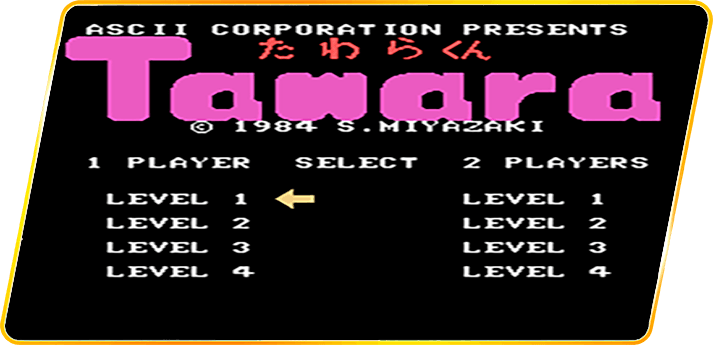 ASCII CORPORATION PRESENTS
たわらくん
Tawara
© 1984 S.MIYAZAKI
1 PLAYER SELECT 2 PLAYERS
LEVEL 1 LEVEL 1
LEVEL 2 LEVEL 2
LEVEL 3 LEVEL 3
LEVEL 4 LEVEL 4